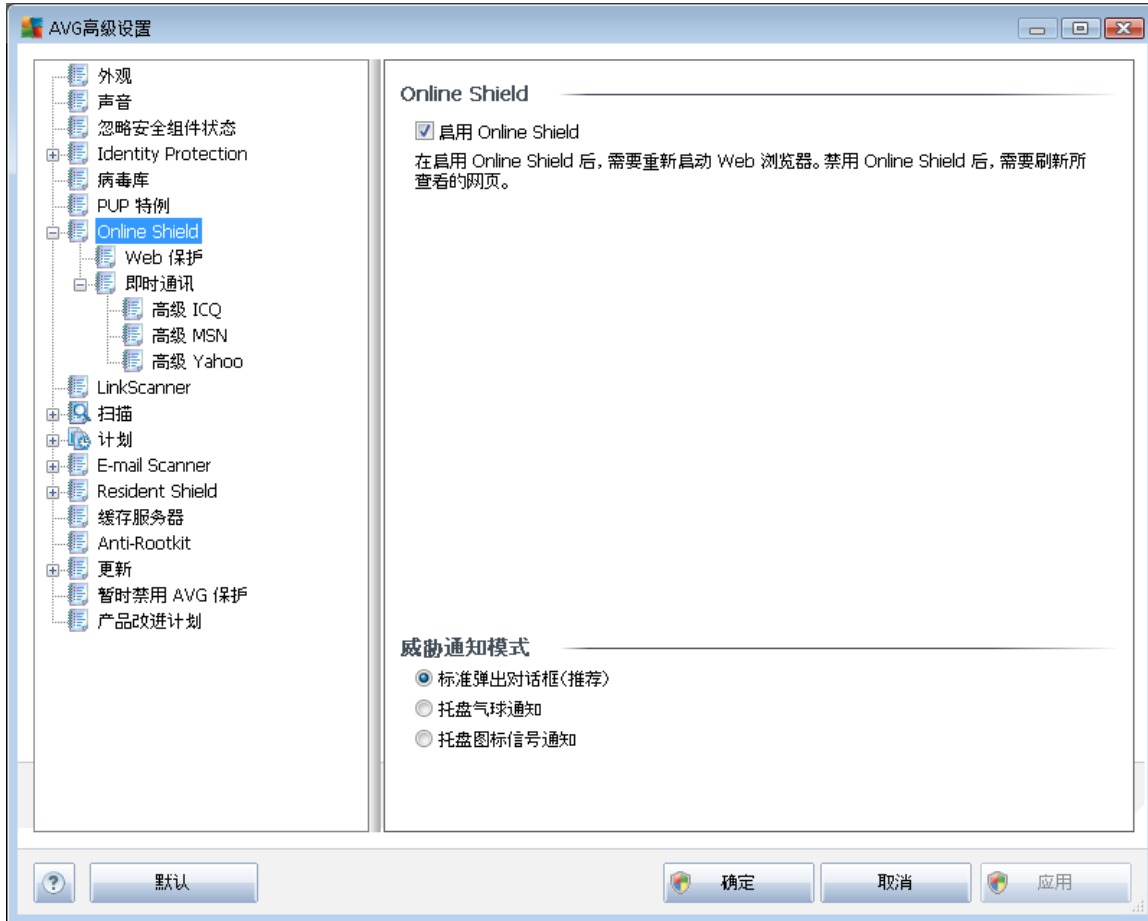 AVG高级设置
外观
声音
忽略安全组件状态
Identity Protection
病毒库
PUP 特例
Online Shield
Web 保护
即时通讯
高级 ICQ
高级 MSN
高级 Yahoo
LinkScanner
扫描
计划
E-mail Scanner
Resident Shield
缓存服务器
Anti-Rootkit
更新
暂时禁用 AVG 保护
产品改进计划
Online Shield
启用 Online Shield
在启用 Online Shield 后，需要重新启动 Web 浏览器。禁用 Online Shield 后，需要刷新所
查看的网页。
威胁通知模式
标准弹出对话框(推荐)
托盘气球通知
托盘图标信号通知
?
默认
确定
取消
应用